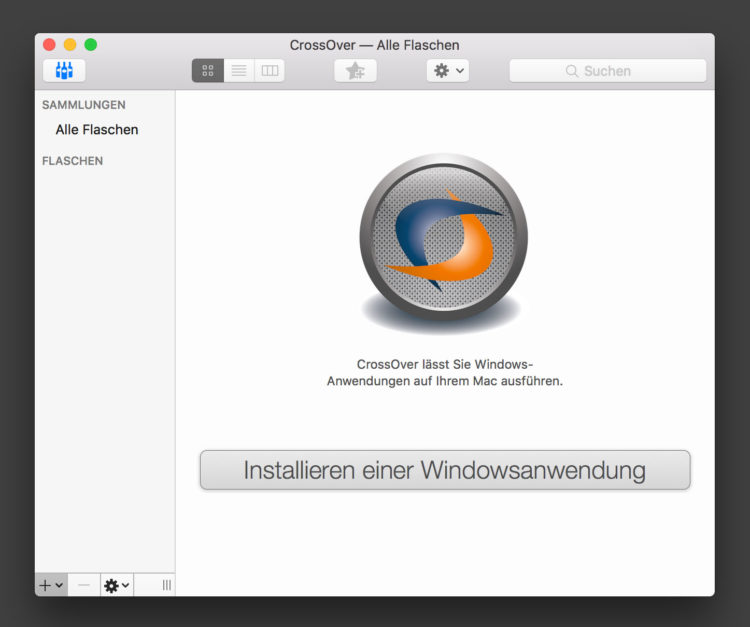 CrossOver — Alle Flaschen
Suchen
SAMMLUNGEN
Alle Flaschen
FLASCHEN
CrossOver lässt Sie Windows-
Anwendungen auf Ihrem Mac ausführen.
Installieren einer Windowsanwendung